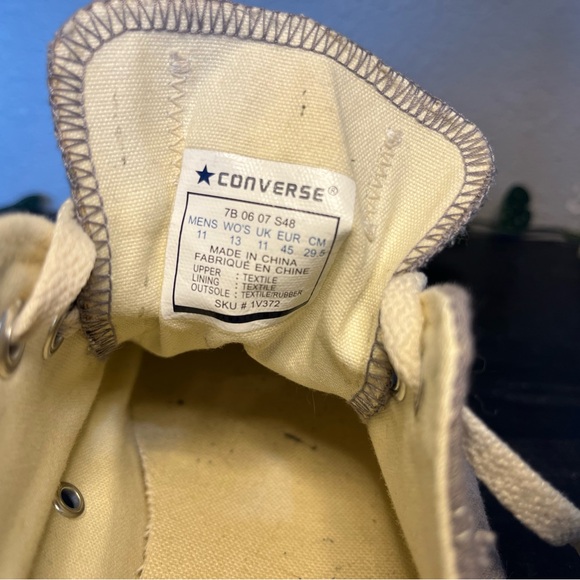 ★CONVERSE®
7B 06 07 S48
MENS WO'S UK EUR CM
11 13 11 45 29.5
MADE IN CHINA
FABRIQUE EN CHINE
UPPER : TEXTILE
LINING : TEXTILE
OUTSOLE : TEXTILE/RUBBER
SKU # 1V372